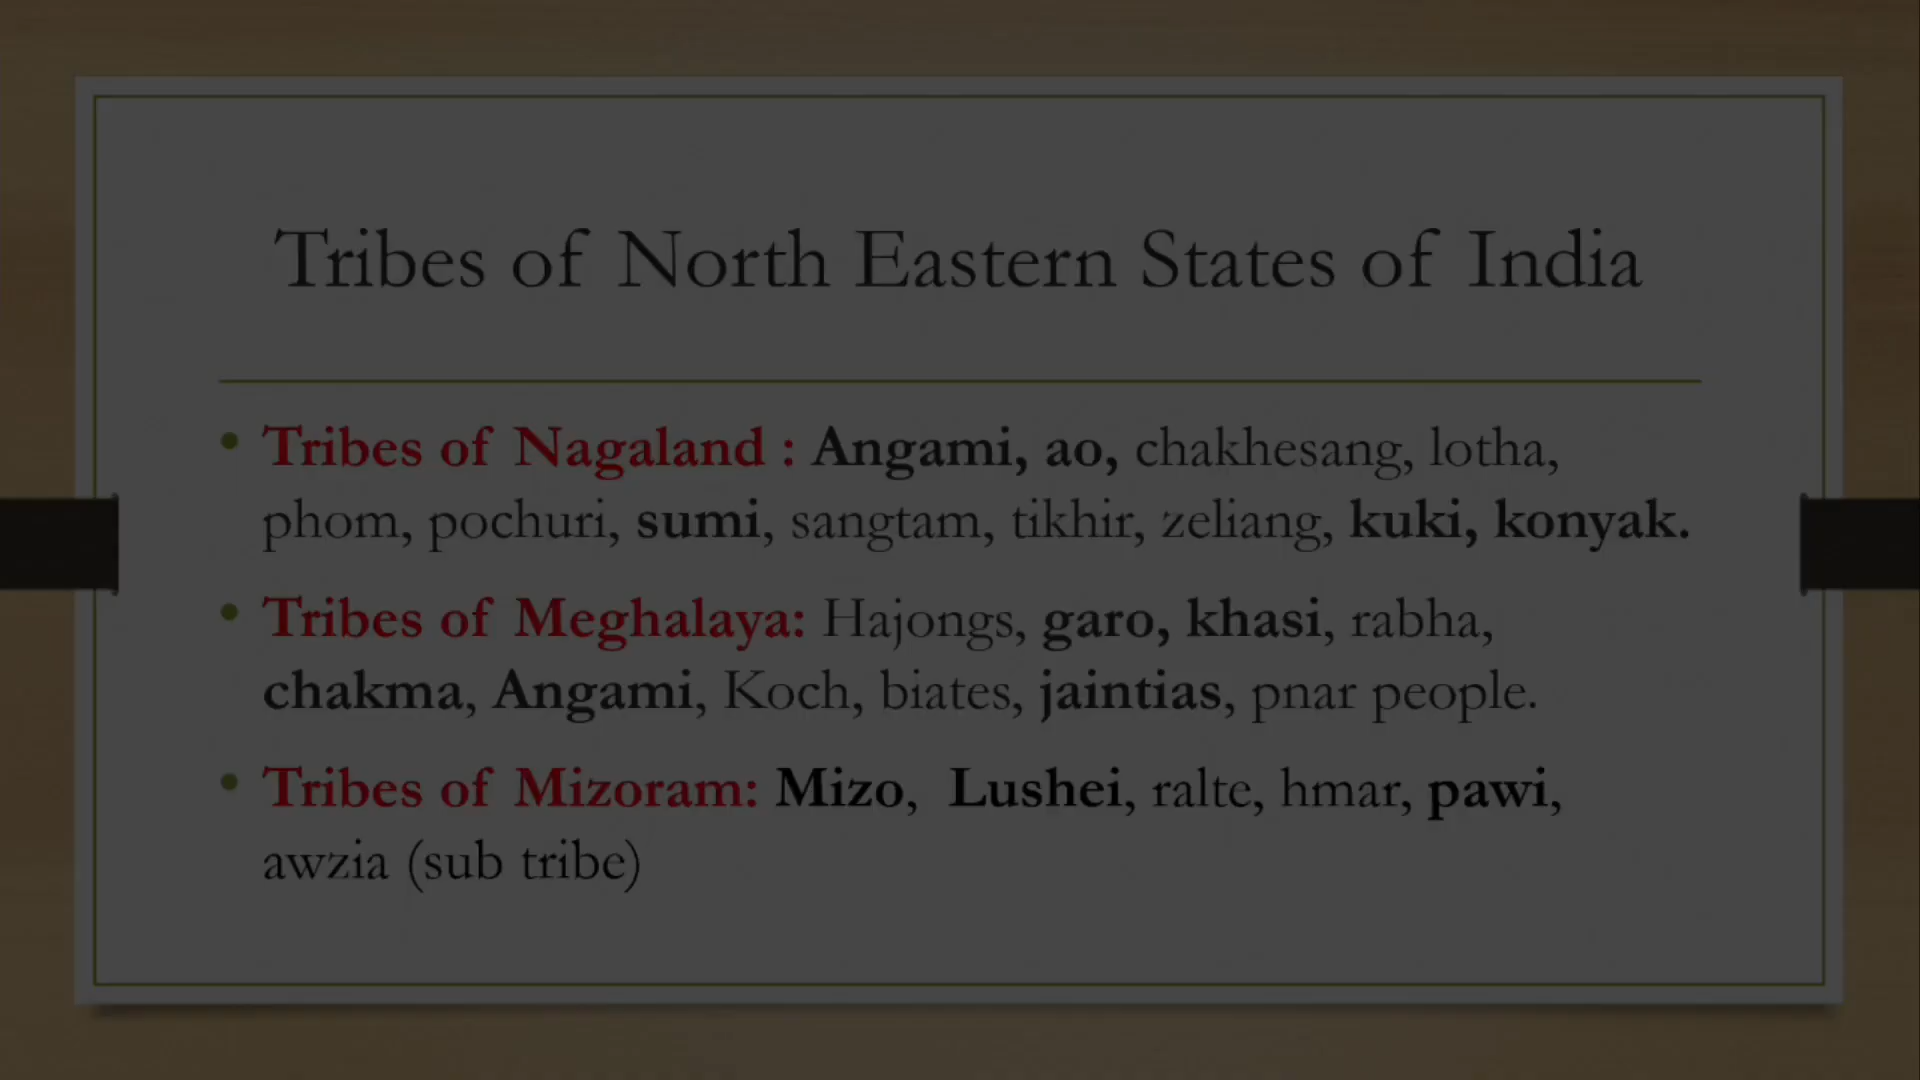 Tribes of North Eastern States of India
• Tribes of Nagaland : Angami, ao, chakhesang, lotha,
phom, pochuri, sumi, sangtam, tikhir, zeliang, kuki, konyak.
• Tribes of Meghalaya: Hajongs, garo, khasi, rabha,
chakma, Angami, Koch, biates, jaintias, pnar people.
• Tribes of Mizoram: Mizo, Lushei, ralte, hmar, pawi,
awzia (sub tribe)